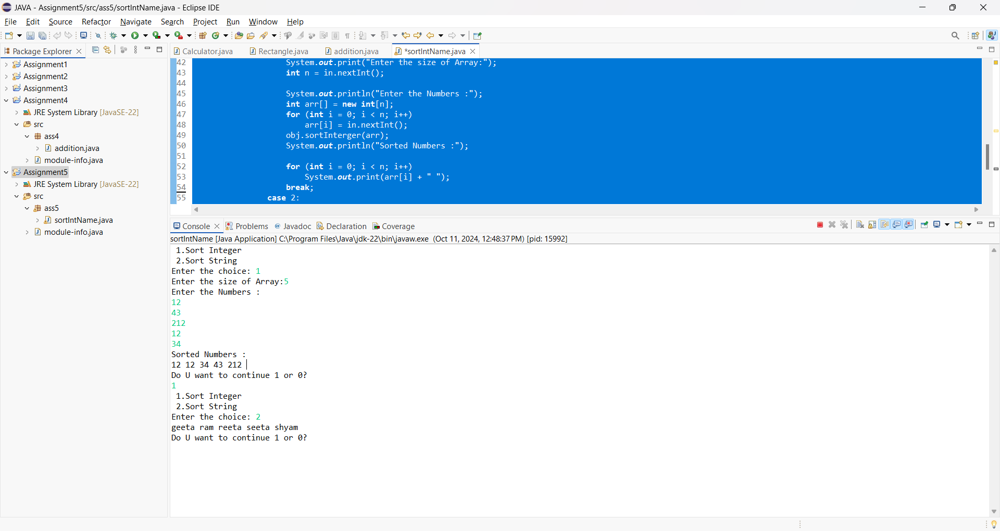 JAVA - Assignment5/src/ass5/sortIntName.java - Eclipse IDE
File Edit Source Refactor Navigate Search Project Run Window Help
Package Explorer
Assignment1
Assignment2
Assignment3
Assignment4
JRE System Library [JavaSE-22]
src
ass4
addition.java
module-info.java
Assignment5
JRE System Library [JavaSE-22]
src
ass5
sortIntName.java
module-info.java
Calculator.java Rectangle.java addition.java *sortIntName.java
42 System.out.print("Enter the size of Array:");
43 int n = in.nextInt();
44
45 System.out.println("Enter the Numbers :");
46 int arr[] = new int[n];
47 for (int i = 0; i < n; i++)
48 arr[i] = in.nextInt();
49 obj.sortInterger(arr);
50 System.out.println("Sorted Numbers :");
51
52 for (int i = 0; i < n; i++)
53 System.out.print(arr[i] + " ");
54 break;
55 case 2:
Console Problems Javadoc Declaration Coverage
sortIntName [Java Application] C:\Program Files\Java\jdk-22\bin\javaw.exe (Oct 11, 2024, 12:48:37 PM) [pid: 15992]
1.Sort Integer
2.Sort String
Enter the choice: 1
Enter the size of Array:5
Enter the Numbers :
12
43
212
12
34
Sorted Numbers :
12 12 34 43 212
Do U want to continue 1 or 0?
1
1.Sort Integer
2.Sort String
Enter the choice: 2
geeta ram reeta seeta shyam
Do U want to continue 1 or 0?